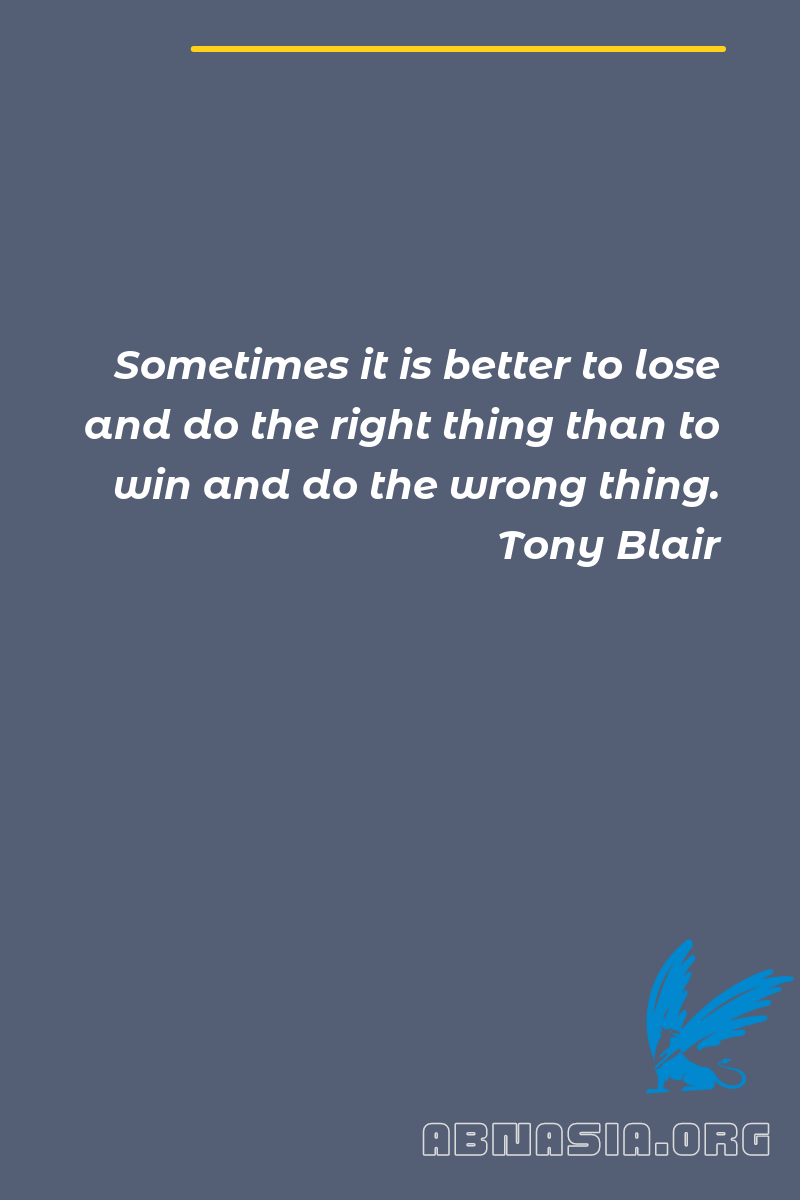 Sometimes it is better to lose
and do the right thing than to
win and do the wrong thing.
Tony Blair
ABNASIA.ORG